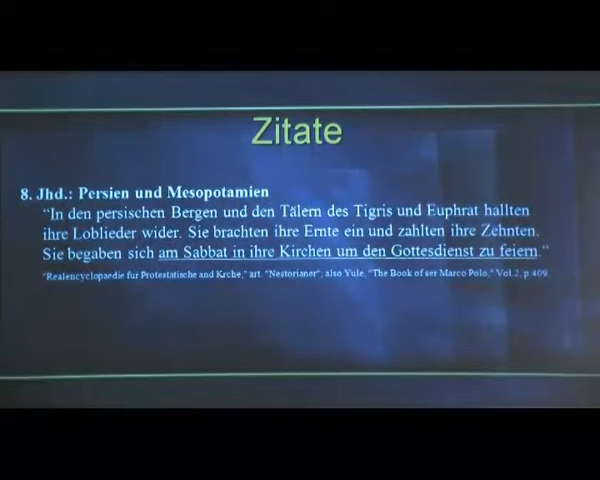 Zitate
8. Jhd.: Persien und Mesopotamien
“In den persischen Bergen und den Tälern des Tigris und Euphrat hallten
ihre Loblieder wider. Sie brachten ihre Ernte ein und zahlten ihre Zehnten.
Sie begaben sich am Sabbat in ihre Kirchen um den Gottesdienst zu feiern.“
“Realencyclopaedie fur Protestatische and Krche,” art. “Nestorianer”; also Yule, “The Book of ser Marco Polo,” Vol.2, p 409.